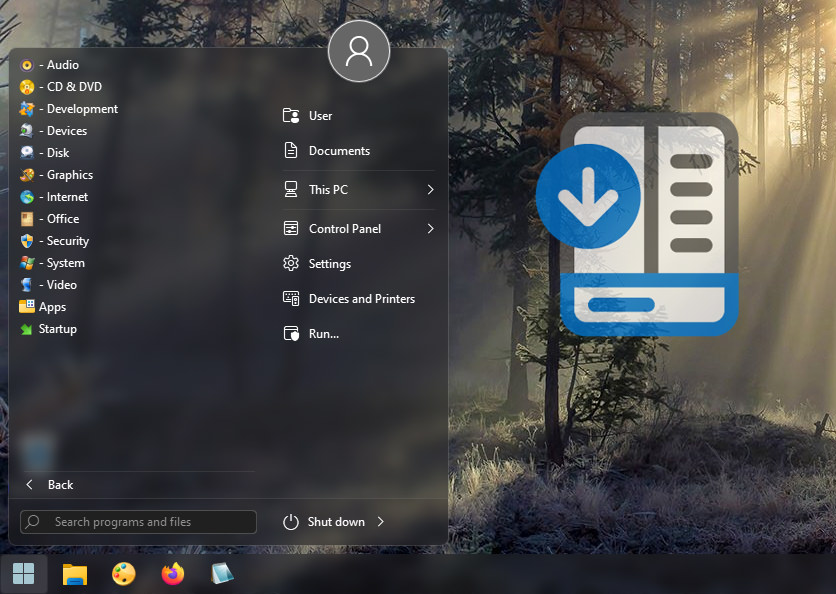 - Audio
- CD & DVD
- Development
- Devices
- Disk
- Graphics
- Internet
- Office
- Security
- System
- Video
Apps
Startup
Back
Search programs and files
User
Documents
This PC
Control Panel
Settings
Devices and Printers
Run...
Shut down